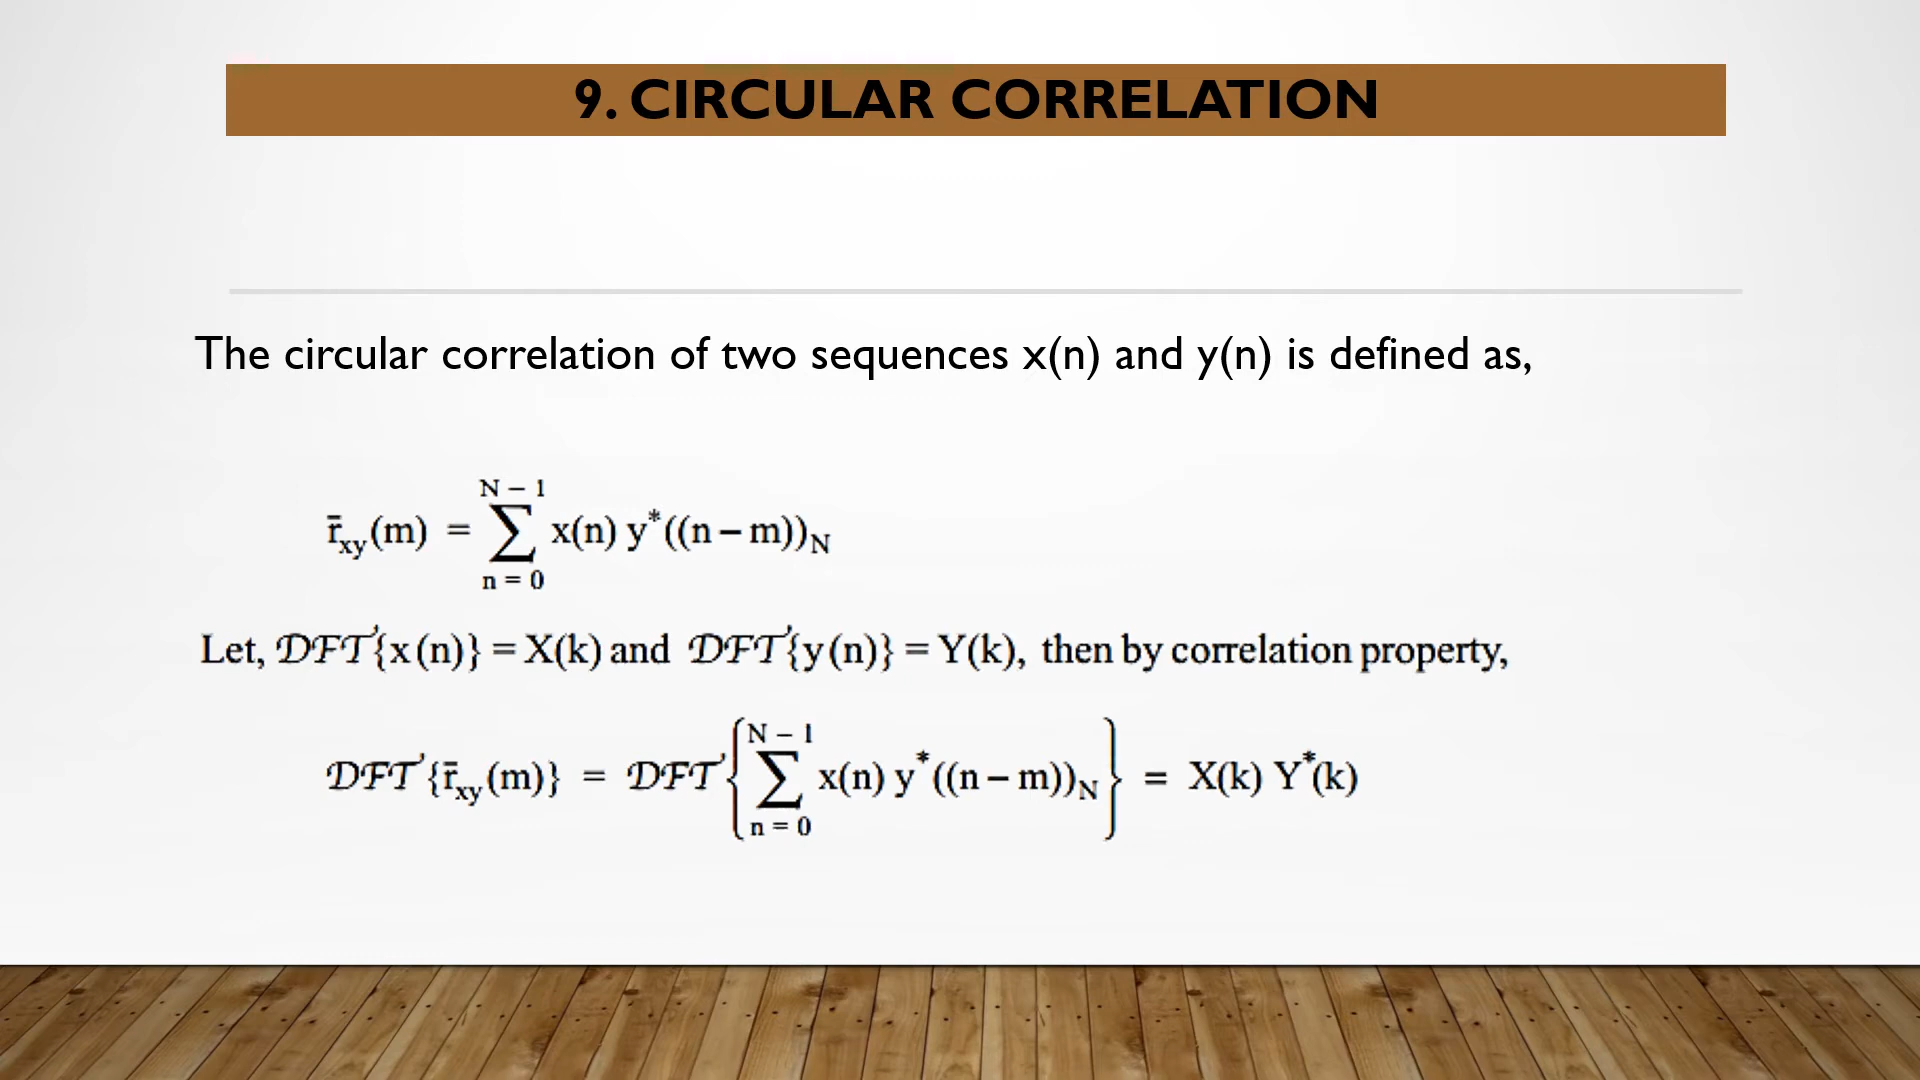 9. CIRCULAR CORRELATION
The circular correlation of two sequences x(n) and y(n) is defined as,
r̄xy(m) = ∑_{n = 0}^{N – 1} x(n) y*((n – m))N
Let, DFT{x(n)} = X(k) and DFT{y(n)} = Y(k), then by correlation property,
DFT{r̄xy(m)} = DFT{∑_{n = 0}^{N – 1} x(n) y*((n – m))N} = X(k) Y*(k)